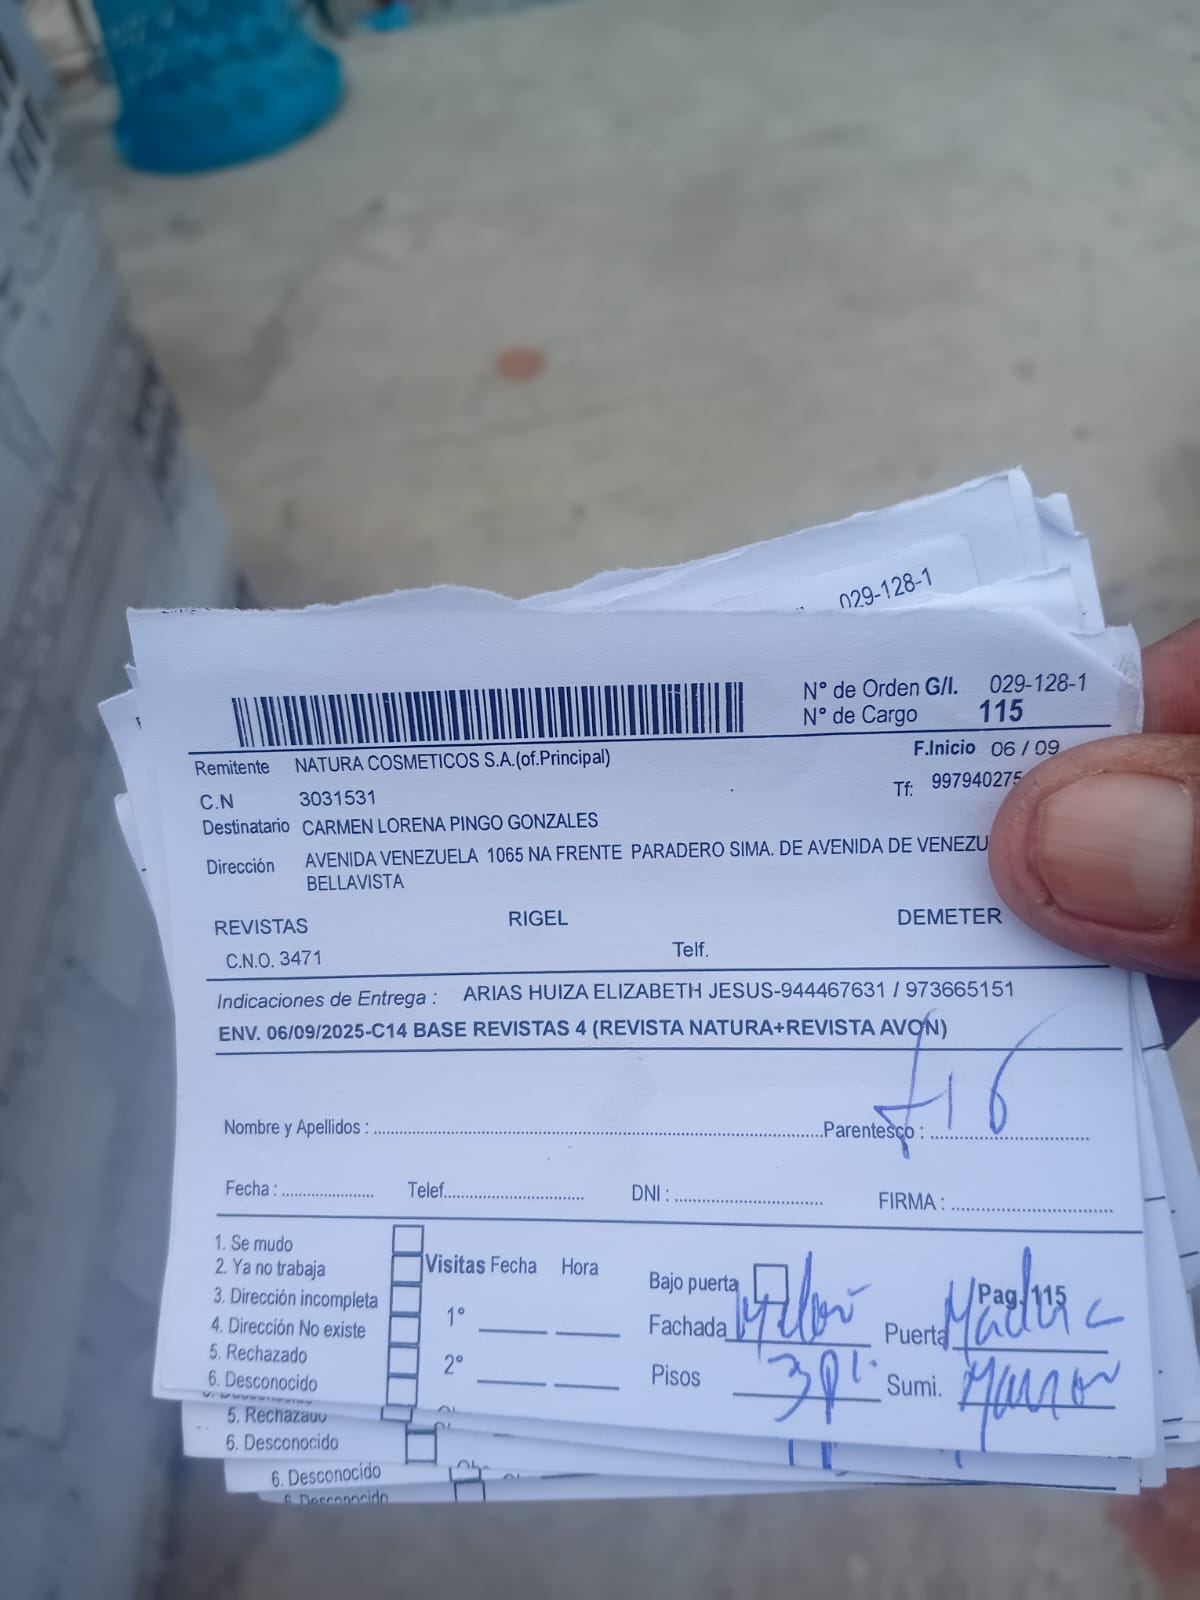 029-128-1
N° de Orden G/I. 029-128-1
N° de Cargo 115
F.Inicio 06 / 09
Remitente NATURA COSMETICOS S.A.(of.Principal)
Tf: 997940275
C.N 3031531
Destinatario CARMEN LORENA PINGO GONZALES
Dirección AVENIDA VENEZUELA 1065 NA FRENTE PARADERO SIMA. DE AVENIDA DE VENEZU
BELLAVISTA
REVISTAS RIGEL DEMETER
C.N.O. 3471 Telf.
Indicaciones de Entrega : ARIAS HUIZA ELIZABETH JESUS-944467631 / 973665151
ENV. 06/09/2025-C14 BASE REVISTAS 4 (REVISTA NATURA+REVISTA AVON)
Nombre y Apellidos : Parentesco :
Fecha : Telef. DNI : FIRMA :
1. Se mudo
2. Ya no trabaja
3. Dirección incompleta
4. Dirección No existe
5. Rechazado
6. Desconocido
Visitas Fecha Hora
1°
2°
Bajo puerta Pag. 115
Fachada Puerta
Pisos 3 Sumi. Marron
5. Rechazado
6. Desconocido
6. Desconocido
6. Desconocido